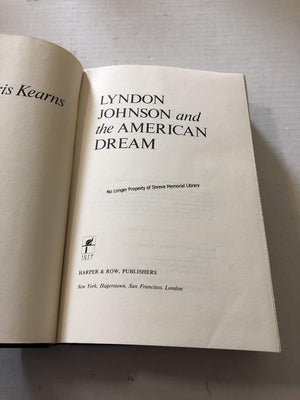 ris Kearns
LYNDON
JOHNSON and
the AMERICAN
DREAM
No Longer Property of Shreve Memorial Library
1817
HARPER & ROW, PUBLISHERS
New York, Hagerstown, San Francisco, London